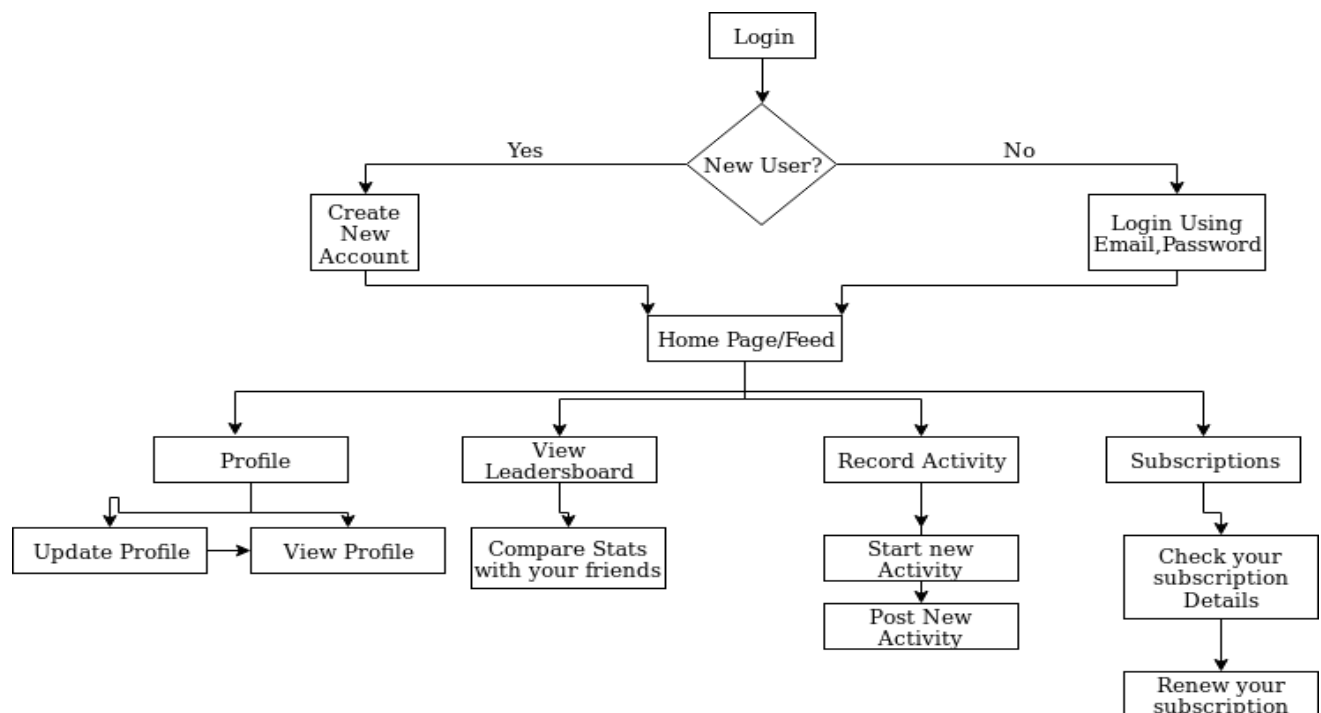 Login
New User?
Yes
No
Create
New
Account
Login Using
Email,Password
Home Page/Feed
Profile
View
Leadersboard
Record Activity
Subscriptions
Update Profile
View Profile
Compare Stats
with your friends
Start new
Activity
Post New
Activity
Check your
subscription
Details
Renew your
subscription